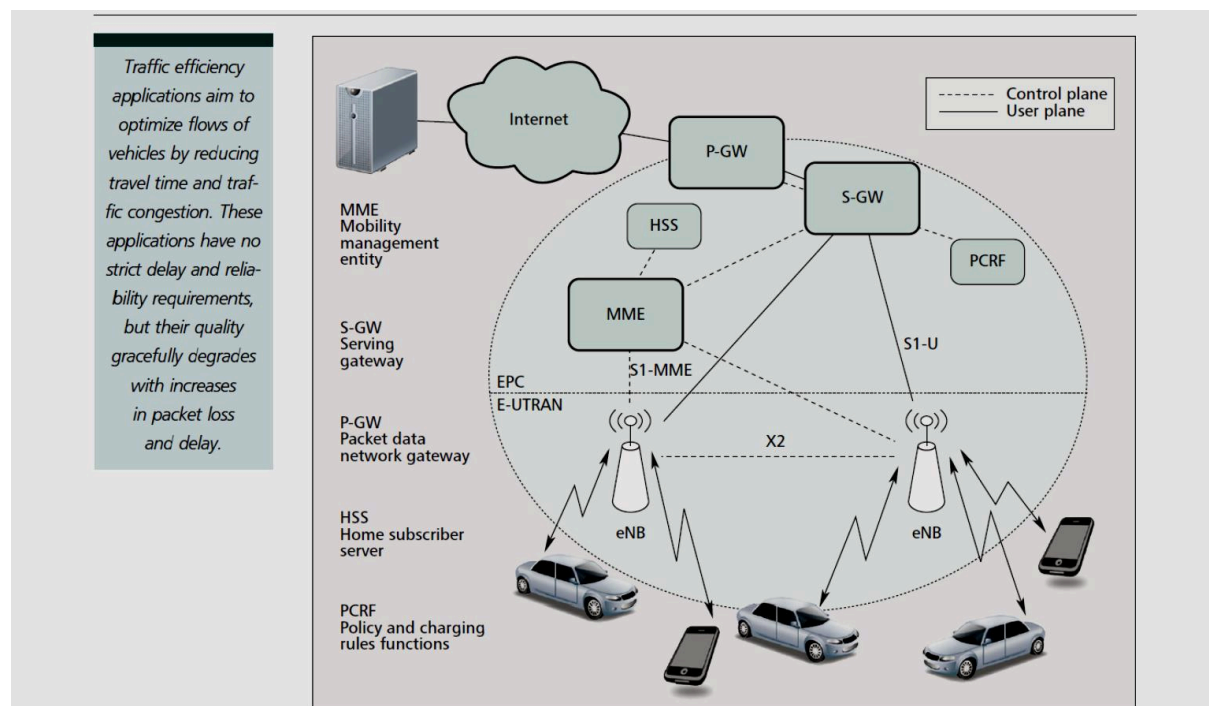 Traffic efficiency
applications aim to
optimize flows of
vehicles by reducing
travel time and traf-
fic congestion. These
applications have no
strict delay and relia-
bility requirements,
but their quality
gracefully degrades
with increases
in packet loss
and delay.
Internet
Control plane
User plane
P-GW
S-GW
HSS
PCRF
MME
S1-U
S1-MME
EPC
E-UTRAN
X2
eNB
eNB
MME
Mobility
management
entity
S-GW
Serving
gateway
P-GW
Packet data
network gateway
HSS
Home subscriber
server
PCRF
Policy and charging
rules functions